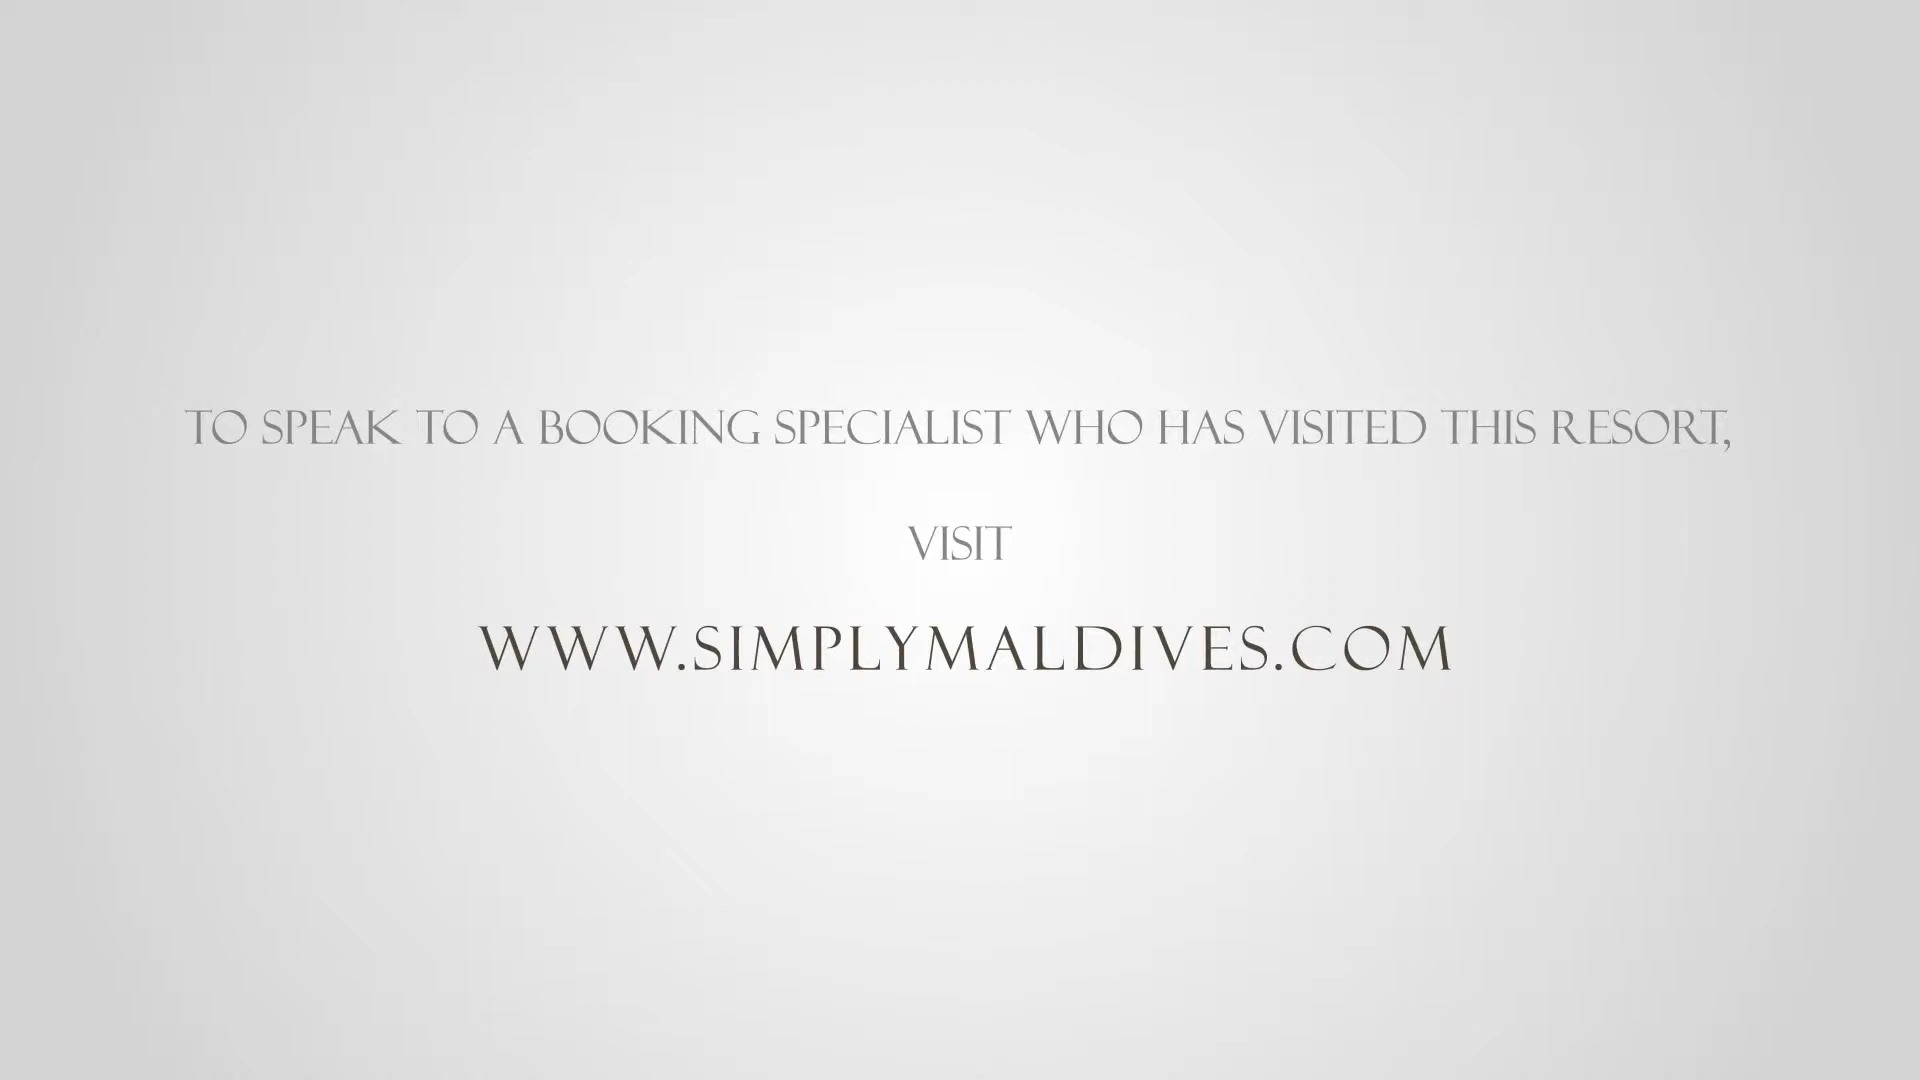 TO SPEAK TO A BOOKING SPECIALIST WHO HAS VISITED THIS RESORT,
VISIT
WWW.SIMPLYMALDIVES.COM